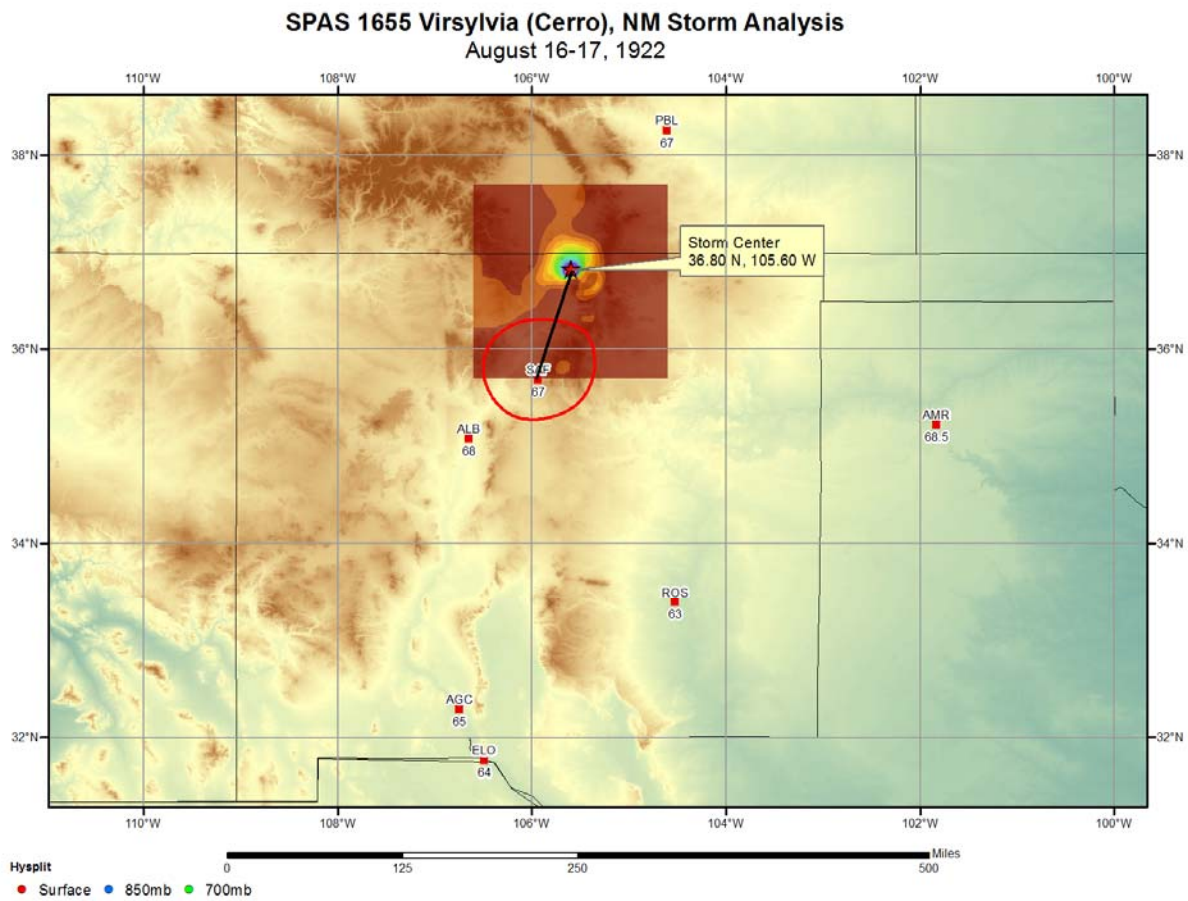 SPAS 1655 Virsylvia (Cerro), NM Storm Analysis
August 16-17, 1922
110°W 108°W 106°W 104°W 102°W 100°W
PBL
67
38°N 38°N
Storm Center
36.80 N, 105.60 W
36°N 36°N
SAF
67
AMR
68.5
ALB
68
34°N 34°N
ROS
63
AGC
65
32°N 32°N
ELO
64
110°W 108°W 106°W 104°W 102°W 100°W
Miles
0 125 250 500
Hysplit
Surface 850mb 700mb